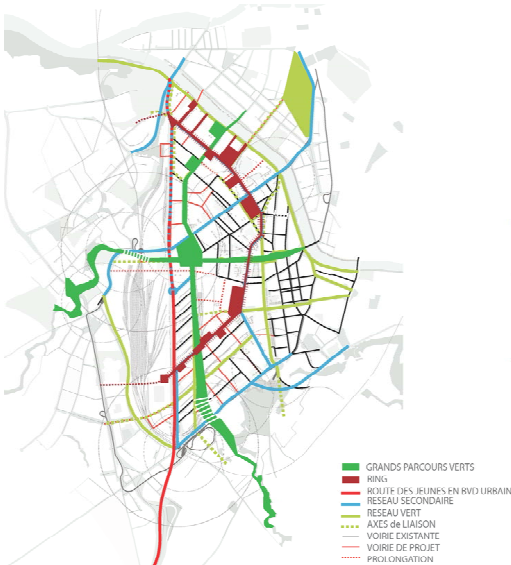 GRANDS PARCOURS VERTS
RING
ROUTE DES JEUNES EN BVD URBAIN
RESEAU SECONDAIRE
RESEAU VERT
AXES de LIAISON
VOIRIE EXISTANTE
VOIRIE DE PROJET
PROLONGATION